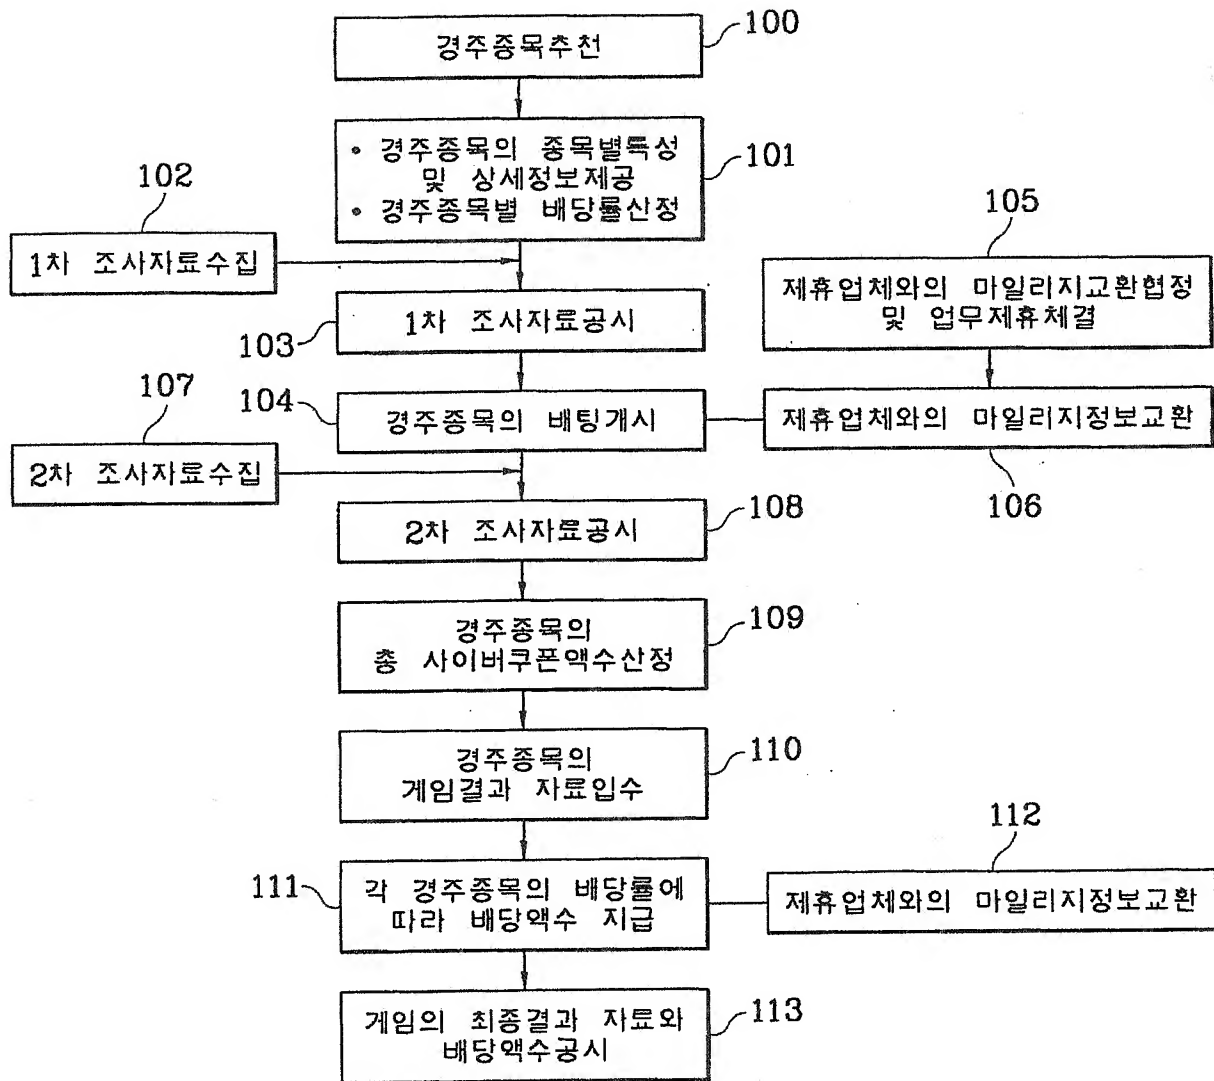 100
경주종목추천
• 경주종목의 종목별특성
및 상세정보제공
• 경주종목별 배당률산정
101
102
1차 조사자료수집
1차 조사자료공시
103
105
제휴업체와의 마일리지교환협정
및 업무제휴체결
104
경주종목의 배팅개시
제휴업체와의 마일리지정보교환
106
107
2차 조사자료수집
2차 조사자료공시
108
경주종목의
총 사이버쿠폰액수산정
109
경주종목의
게임결과 자료입수
110
111
각 경주종목의 배당률에
따라 배당액수 지급
112
제휴업체와의 마일리지정보교환
게임의 최종결과 자료와
배당액수공시
113